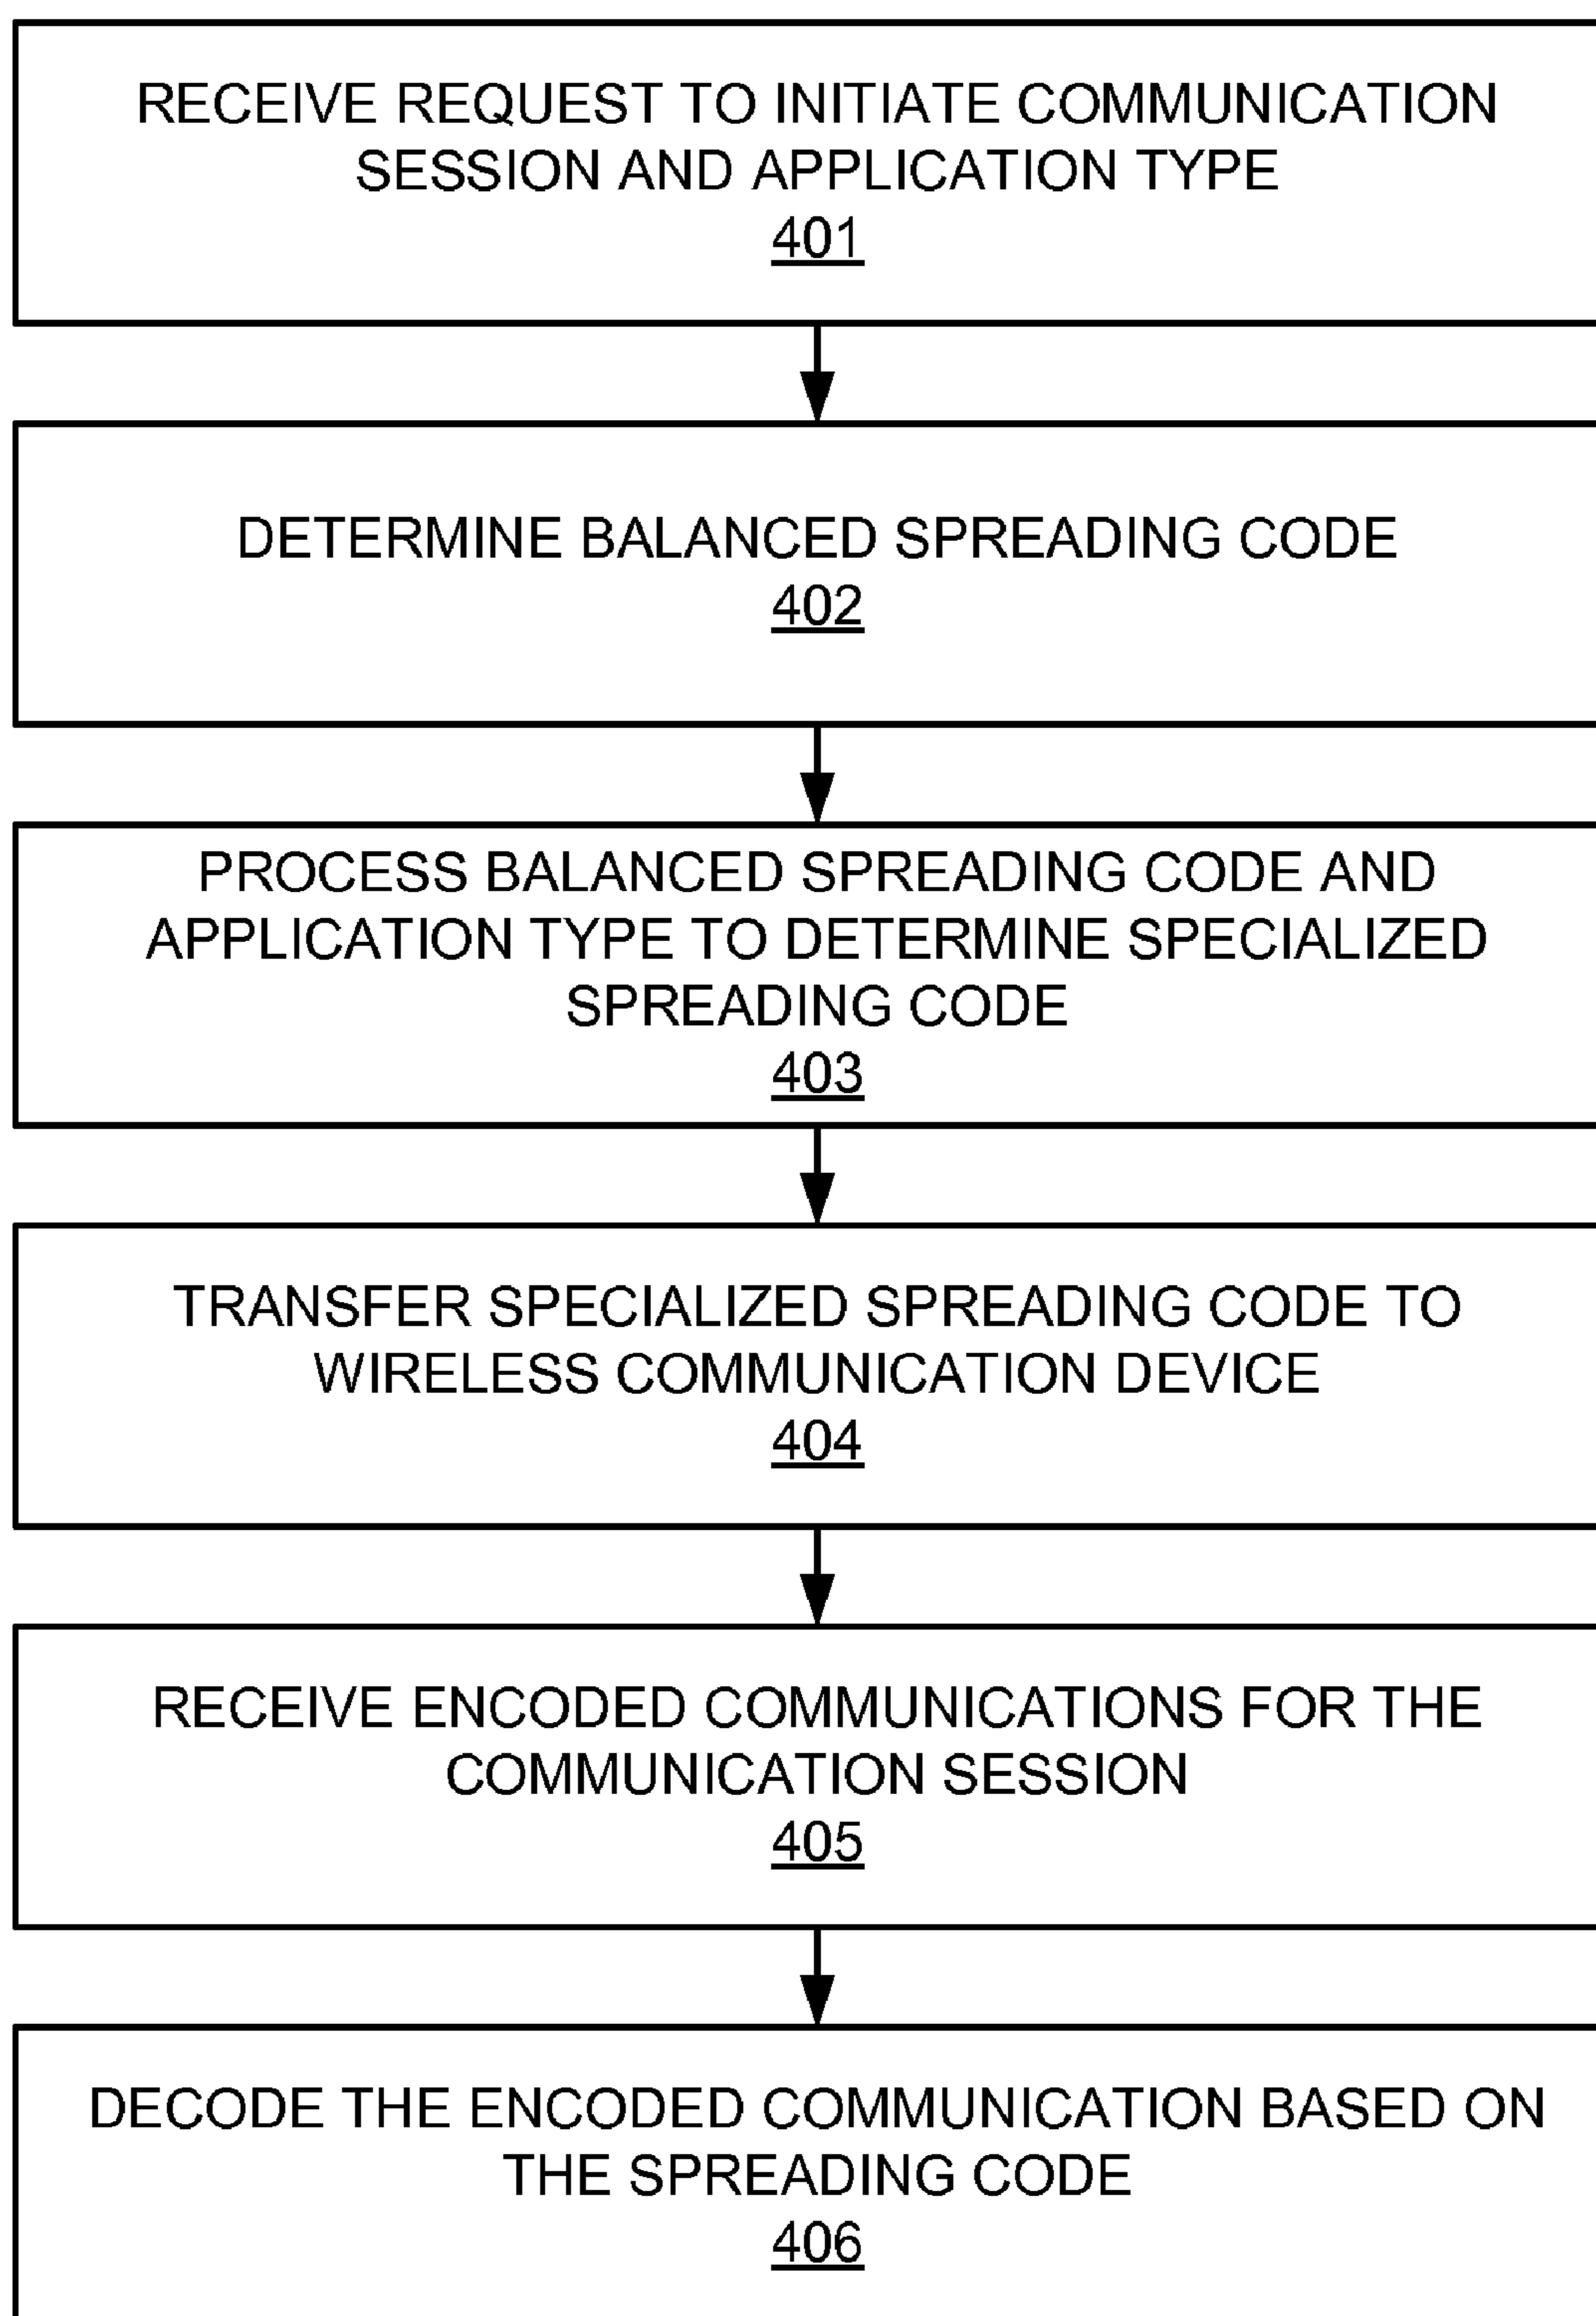 RECEIVE REQUEST TO INITIATE COMMUNICATION
SESSION AND APPLICATION TYPE
401
DETERMINE BALANCED SPREADING CODE
402
PROCESS BALANCED SPREADING CODE AND
APPLICATION TYPE TO DETERMINE SPECIALIZED
SPREADING CODE
403
TRANSFER SPECIALIZED SPREADING CODE TO
WIRELESS COMMUNICATION DEVICE
404
RECEIVE ENCODED COMMUNICATIONS FOR THE
COMMUNICATION SESSION
405
DECODE THE ENCODED COMMUNICATION BASED ON
THE SPREADING CODE
406